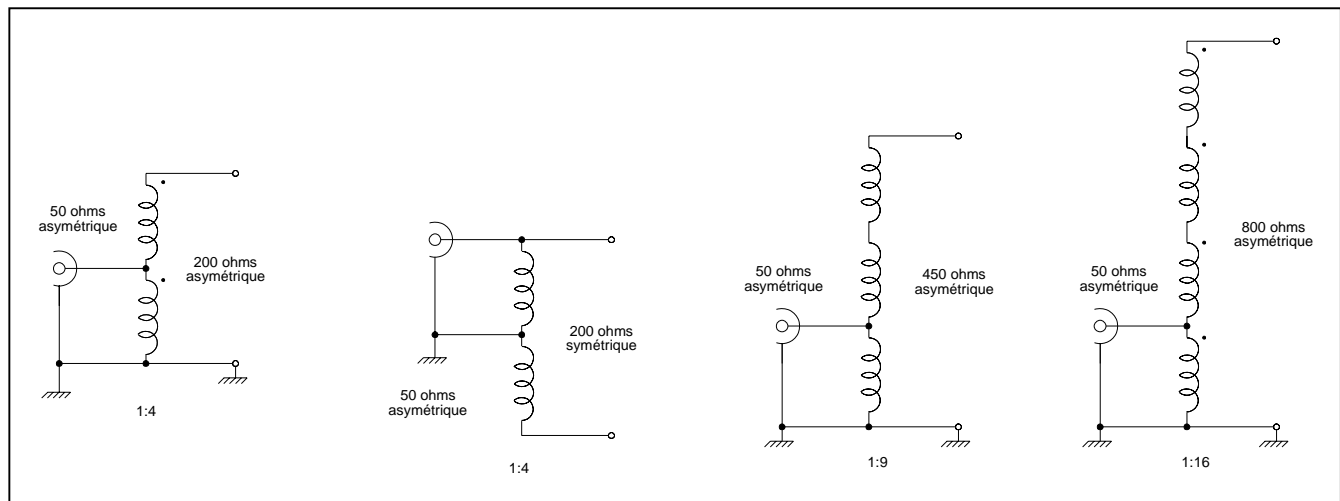 50 ohms
asymétrique
200 ohms
asymétrique
1:4
50 ohms
asymétrique
200 ohms
symétrique
1:4
50 ohms
asymétrique
450 ohms
asymétrique
1:9
50 ohms
asymétrique
800 ohms
asymétrique
1:16